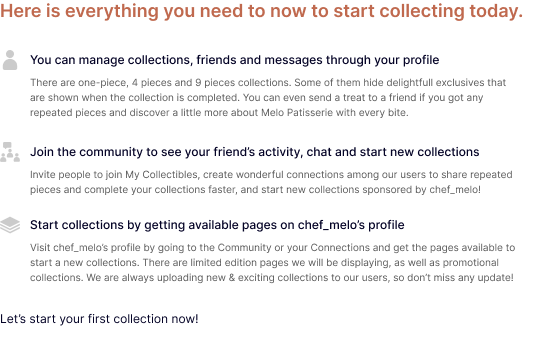 Here is everything you need to now to start collecting today.
You can manage collections, friends and messages through your profile
There are one-piece, 4 pieces and 9 pieces collections. Some of them hide delightfull exclusives that
are shown when the collection is completed. You can even send a treat to a friend if you got any
repeated pieces and discover a little more about Melo Patisserie with every bite.
Join the community to see your friend's activity, chat and start new collections
Invite people to join My Collectibles, create wonderful connections among our users to share repeated
pieces and complete your collections faster, and start new collections sponsored by chef_melo!
Start collections by getting available pages on chef_melo's profile
Visit chef_melo's profile by going to the Community or your Connections and get the pages available to
start a new collections. There are limited edition pages we will be displaying, as well as promotional
collections. We are always uploading new & exciting collections to our users, so don't miss any update!
Let's start your first collection now!